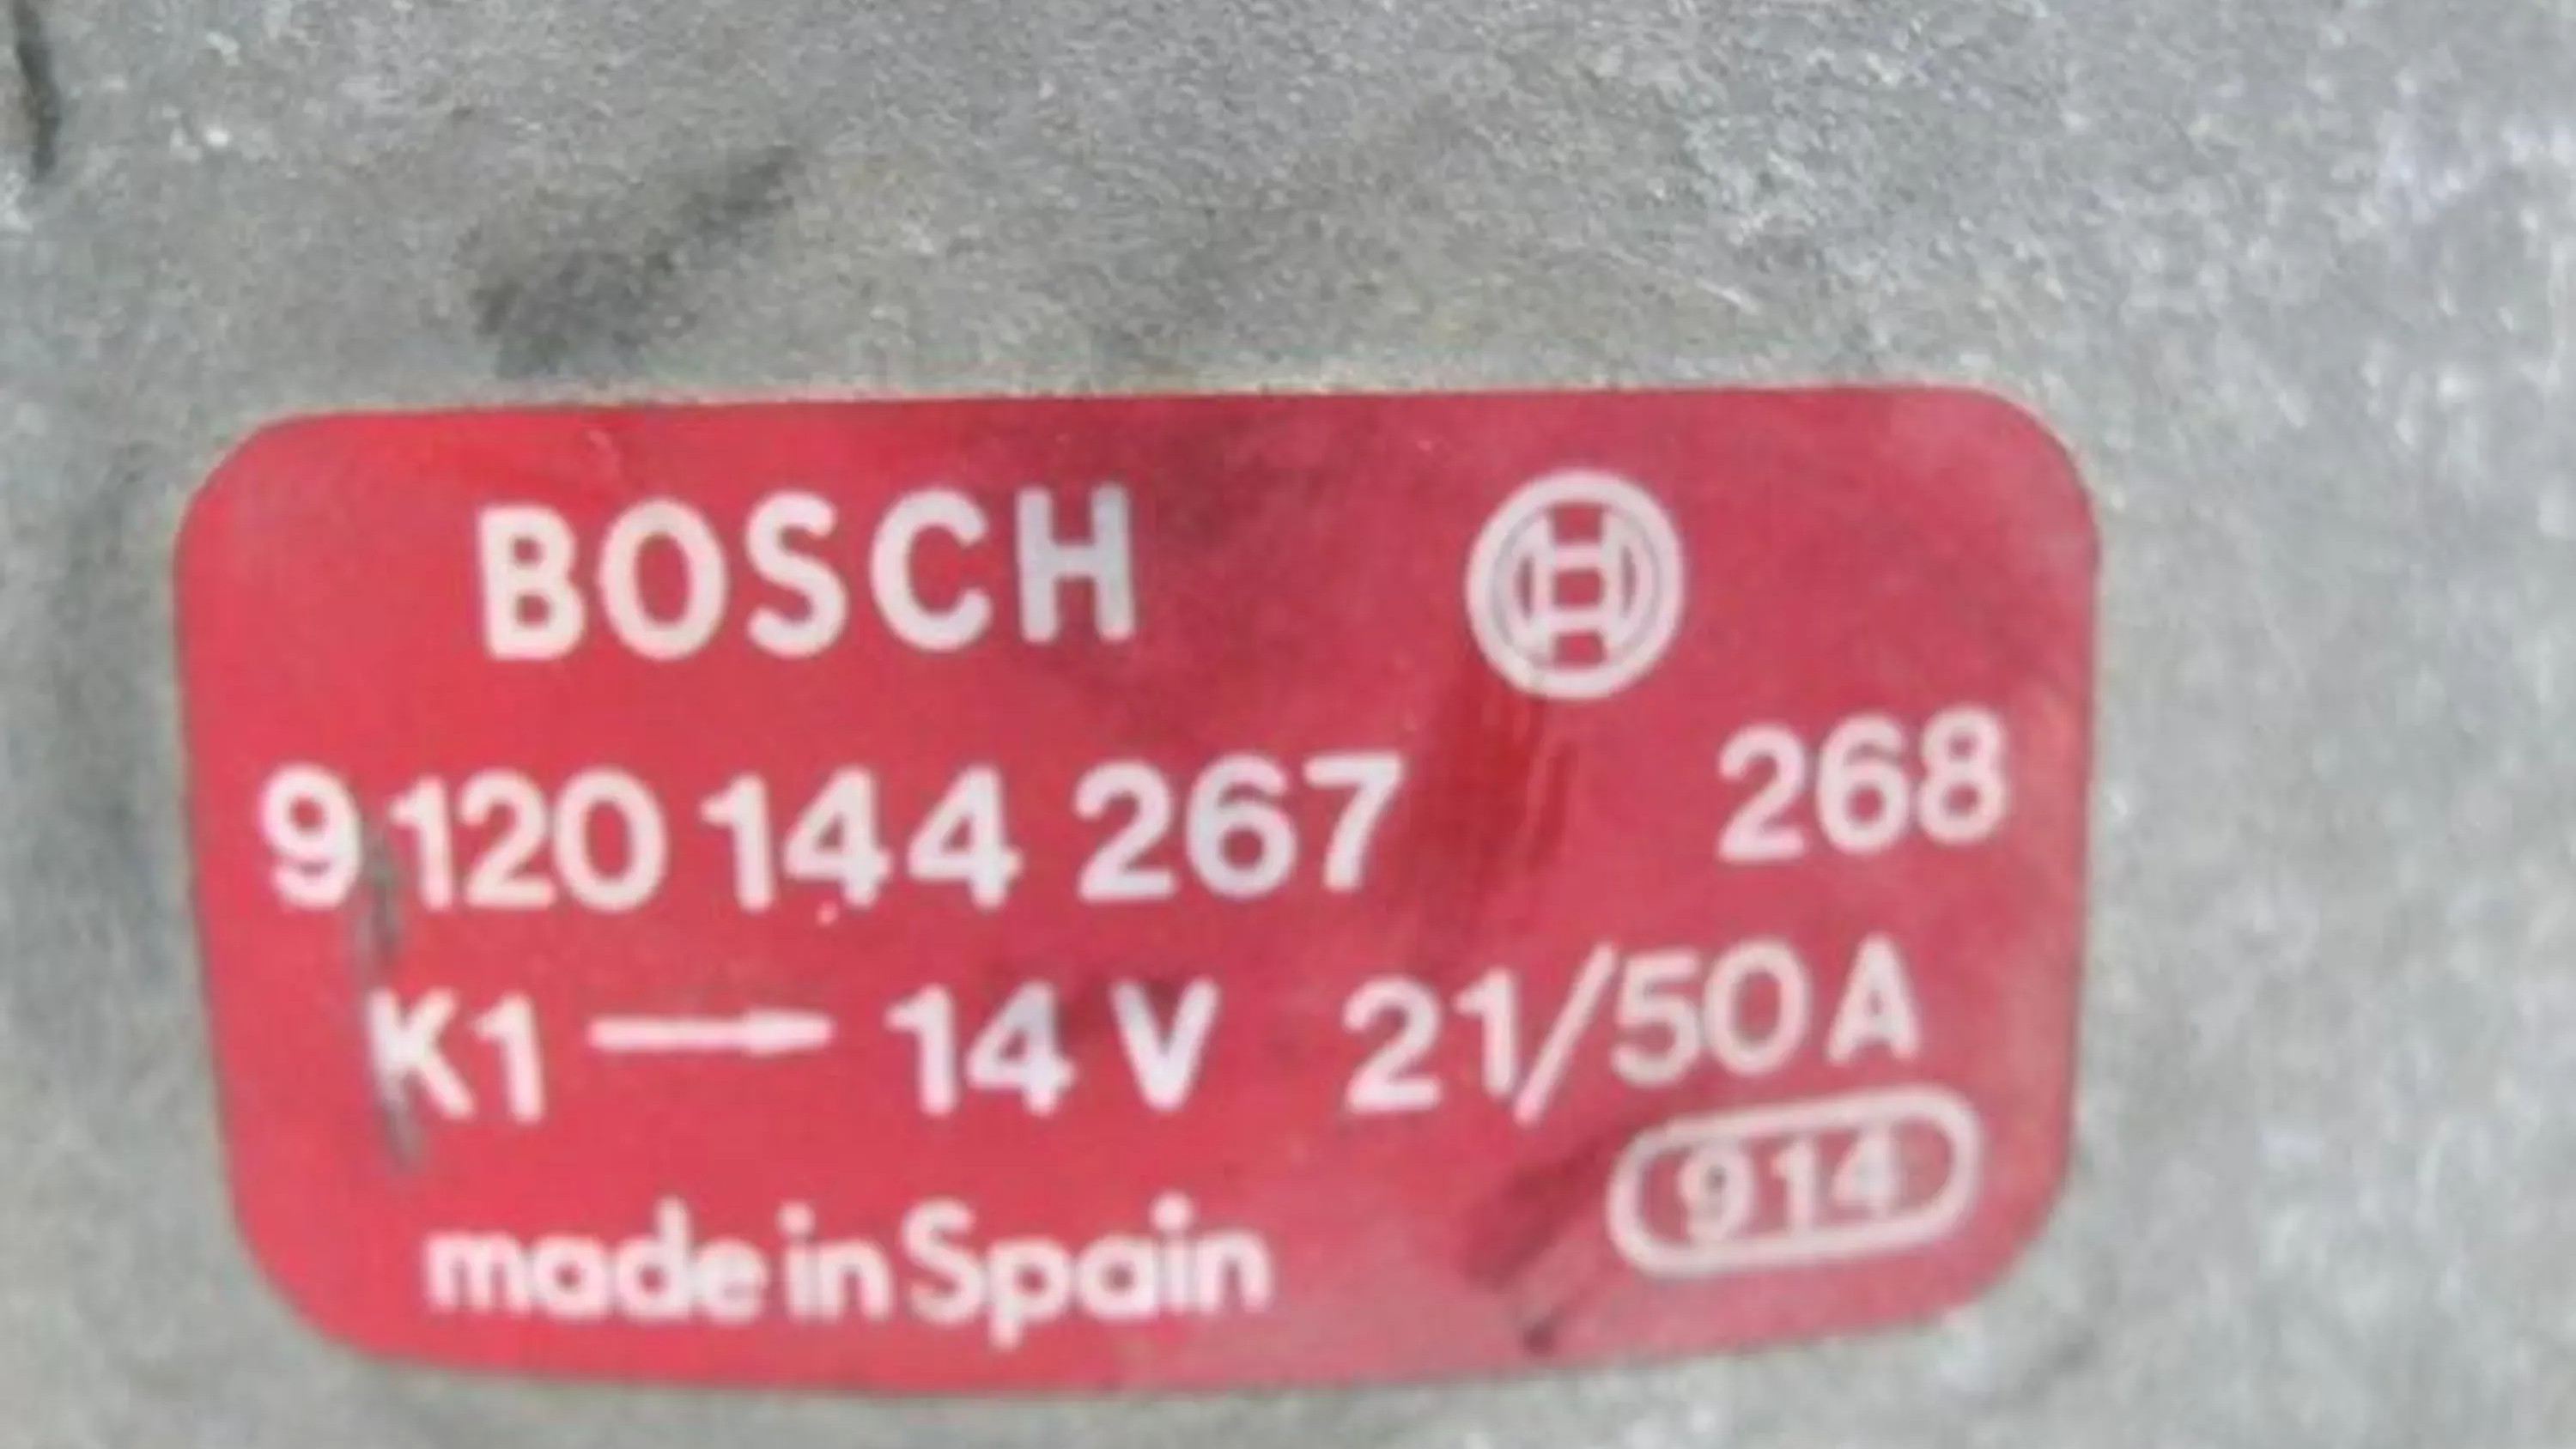 BOSCH
9 120 144 267 268
K1 → 14 V 21/50 A
914
made in Spain